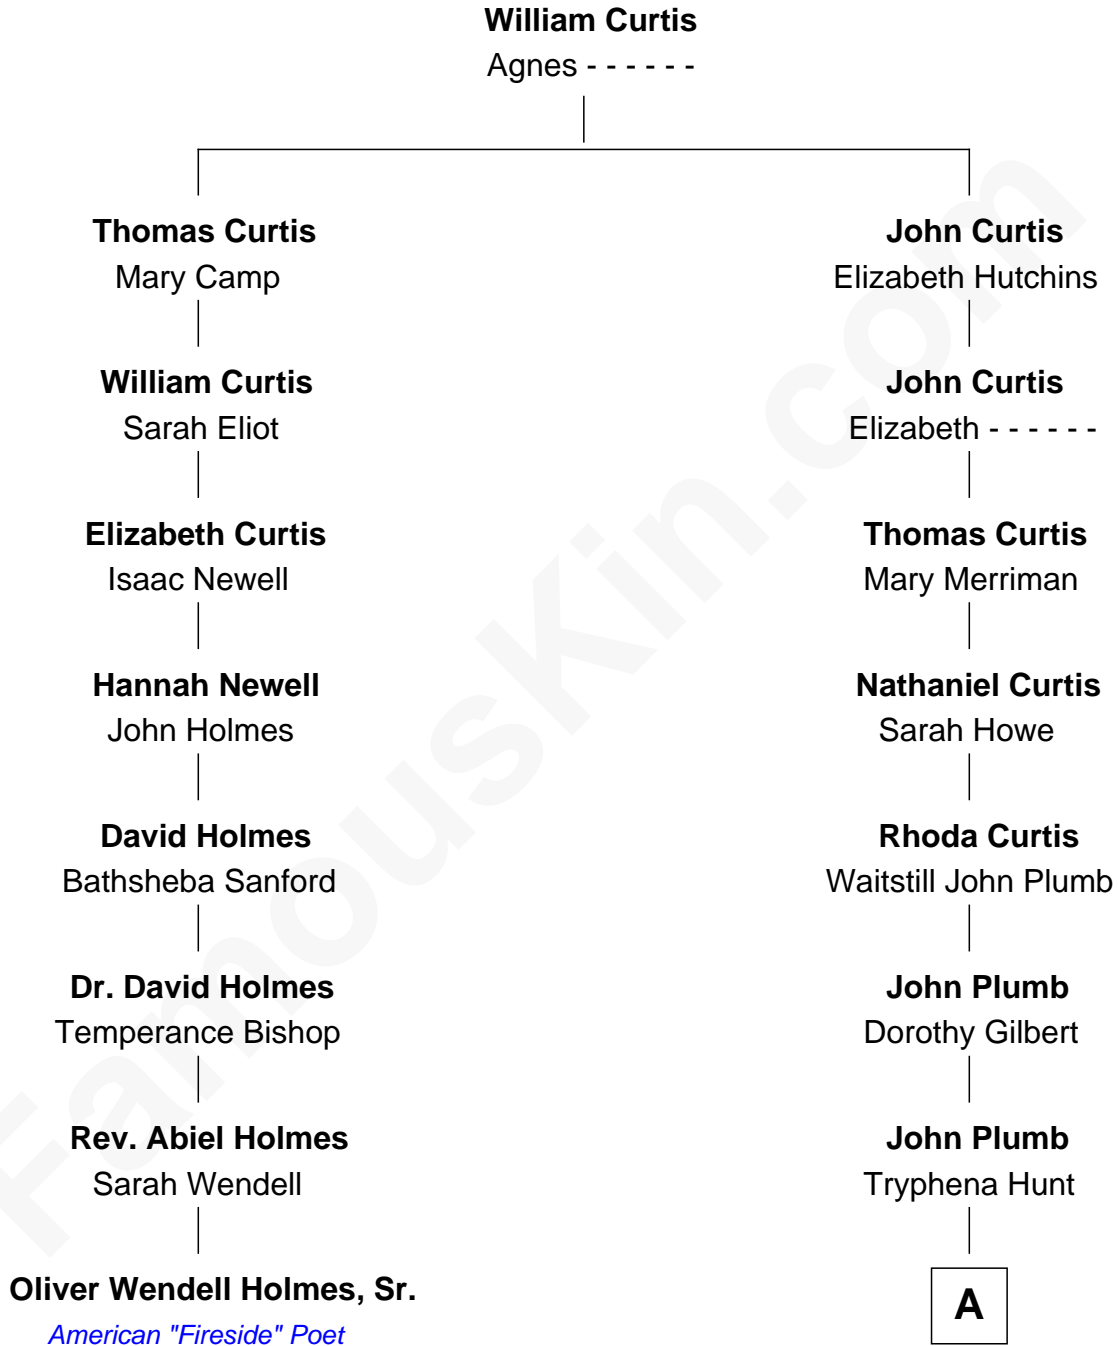 William Curtis
Agnes - - - - - -
Thomas Curtis
Mary Camp
John Curtis
Elizabeth Hutchins
William Curtis
Sarah Eliot
John Curtis
Elizabeth - - - - - -
Elizabeth Curtis
Isaac Newell
Thomas Curtis
Mary Merriman
Hannah Newell
John Holmes
Nathaniel Curtis
Sarah Howe
David Holmes
Bathsheba Sanford
Rhoda Curtis
Waitstill John Plumb
Dr. David Holmes
Temperance Bishop
John Plumb
Dorothy Gilbert
Rev. Abiel Holmes
Sarah Wendell
John Plumb
Tryphena Hunt
Oliver Wendell Holmes, Sr.
American "Fireside" Poet
A
FamousKin.com